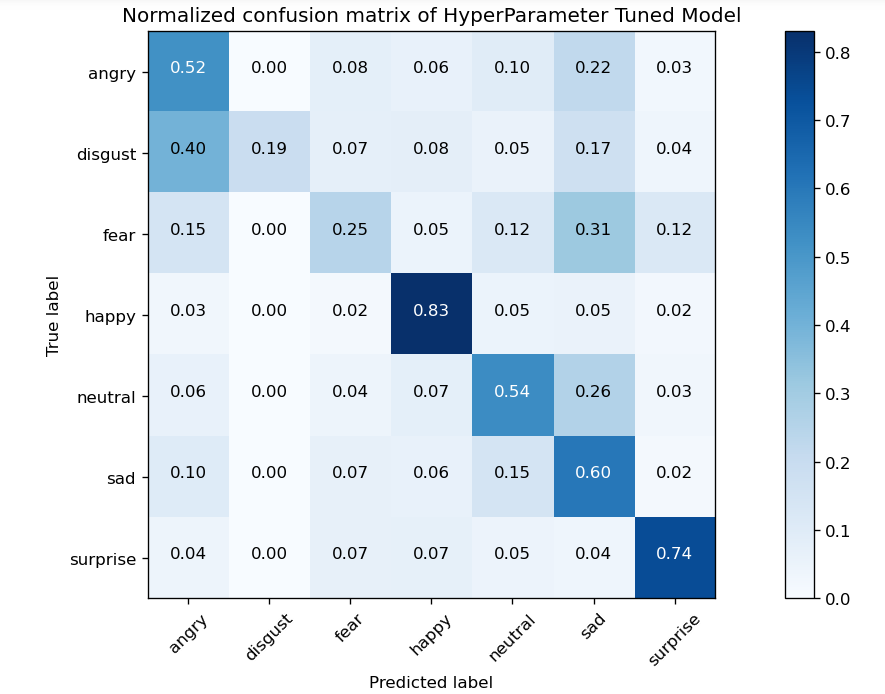 Normalized confusion matrix of HyperParameter Tuned Model
True label
angry 0.52 0.00 0.08 0.06 0.10 0.22 0.03
disgust 0.40 0.19 0.07 0.08 0.05 0.17 0.04
fear 0.15 0.00 0.25 0.05 0.12 0.31 0.12
happy 0.03 0.00 0.02 0.83 0.05 0.05 0.02
neutral 0.06 0.00 0.04 0.07 0.54 0.26 0.03
sad 0.10 0.00 0.07 0.06 0.15 0.60 0.02
surprise 0.04 0.00 0.07 0.07 0.05 0.04 0.74
angry disgust fear happy neutral sad surprise
Predicted label
0.8
0.7
0.6
0.5
0.4
0.3
0.2
0.1
0.0